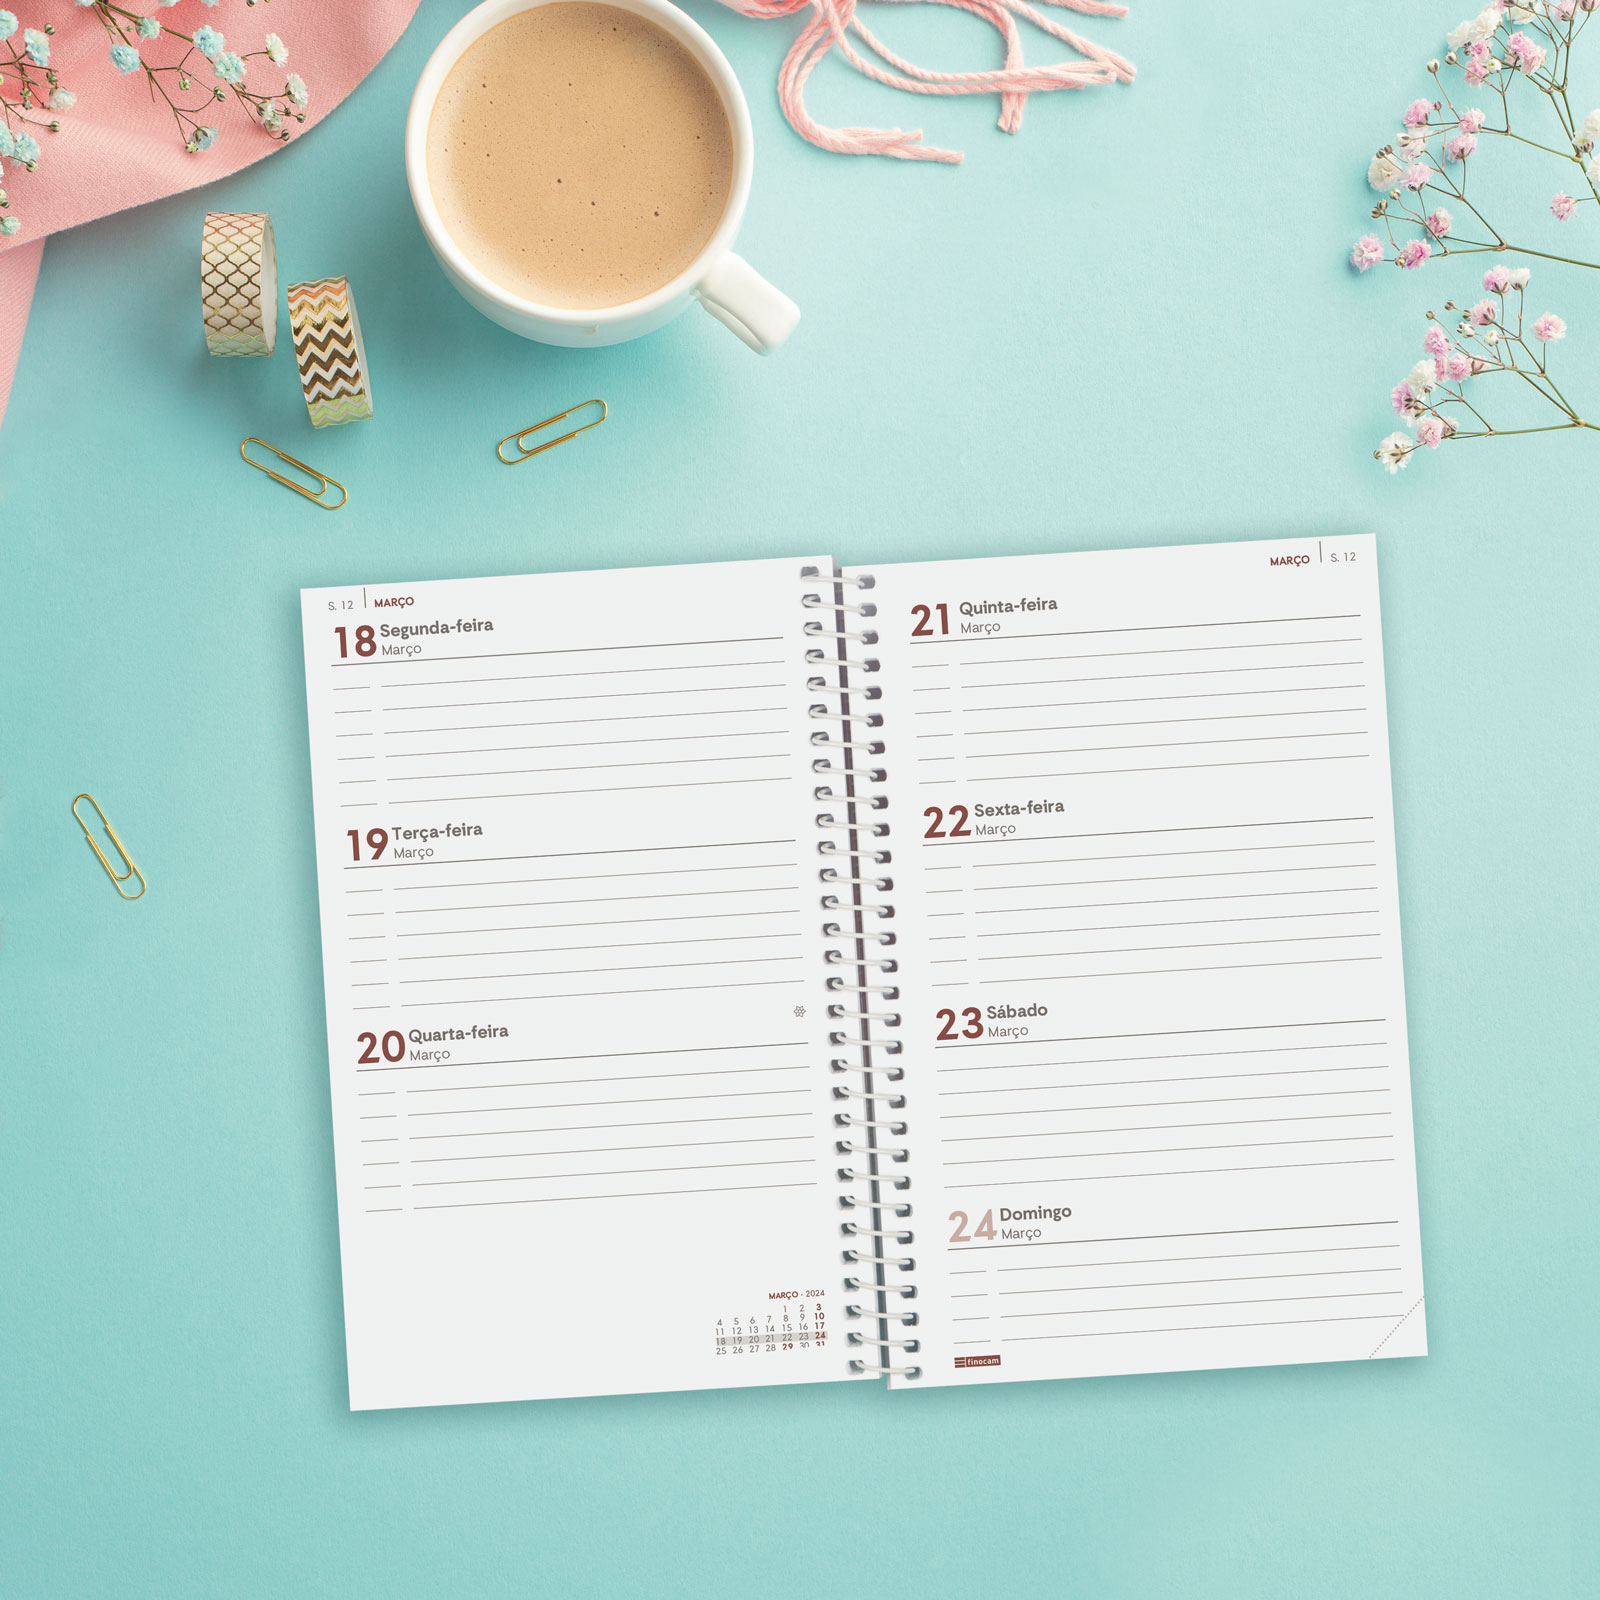 S. 12 | MARÇO
18 Segunda-feira
Março
19 Terça-feira
Março
20 Quarta-feira
Março
MARÇO · 2024
1 2 3
4 5 6 7 8 9 10
11 12 13 14 15 16 17
18 19 20 21 22 23 24
25 26 27 28 29 30 31
MARÇO | S. 12
21 Quinta-feira
Março
22 Sexta-feira
Março
23 Sábado
Março
24 Domingo
Março
finocam